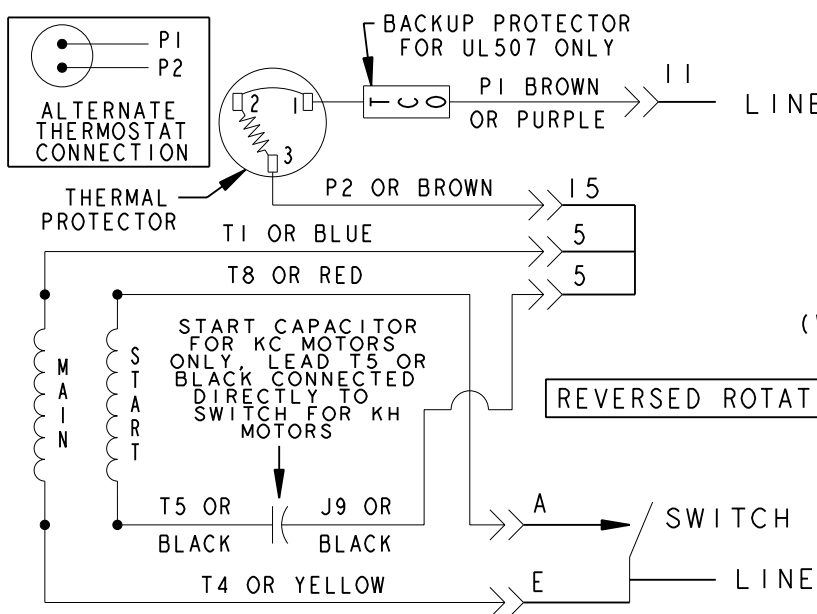 P1
P2
ALTERNATE
THERMOSTAT
CONNECTION
BACKUP PROTECTOR
FOR UL507 ONLY
2
1
3
TCO
P1 BROWN
OR PURPLE
11
LINE
THERMAL
PROTECTOR
P2 OR BROWN
15
T1 OR BLUE
5
T8 OR RED
5
START CAPACITOR
FOR KC MOTORS
ONLY, LEAD T5 OR
BLACK CONNECTED
DIRECTLY TO
SWITCH FOR KH
MOTORS
MAIN
START
(
REVERSED ROTAT
T5 OR
BLACK
J9 OR
BLACK
A
SWITCH
T4 OR YELLOW
E
LINE